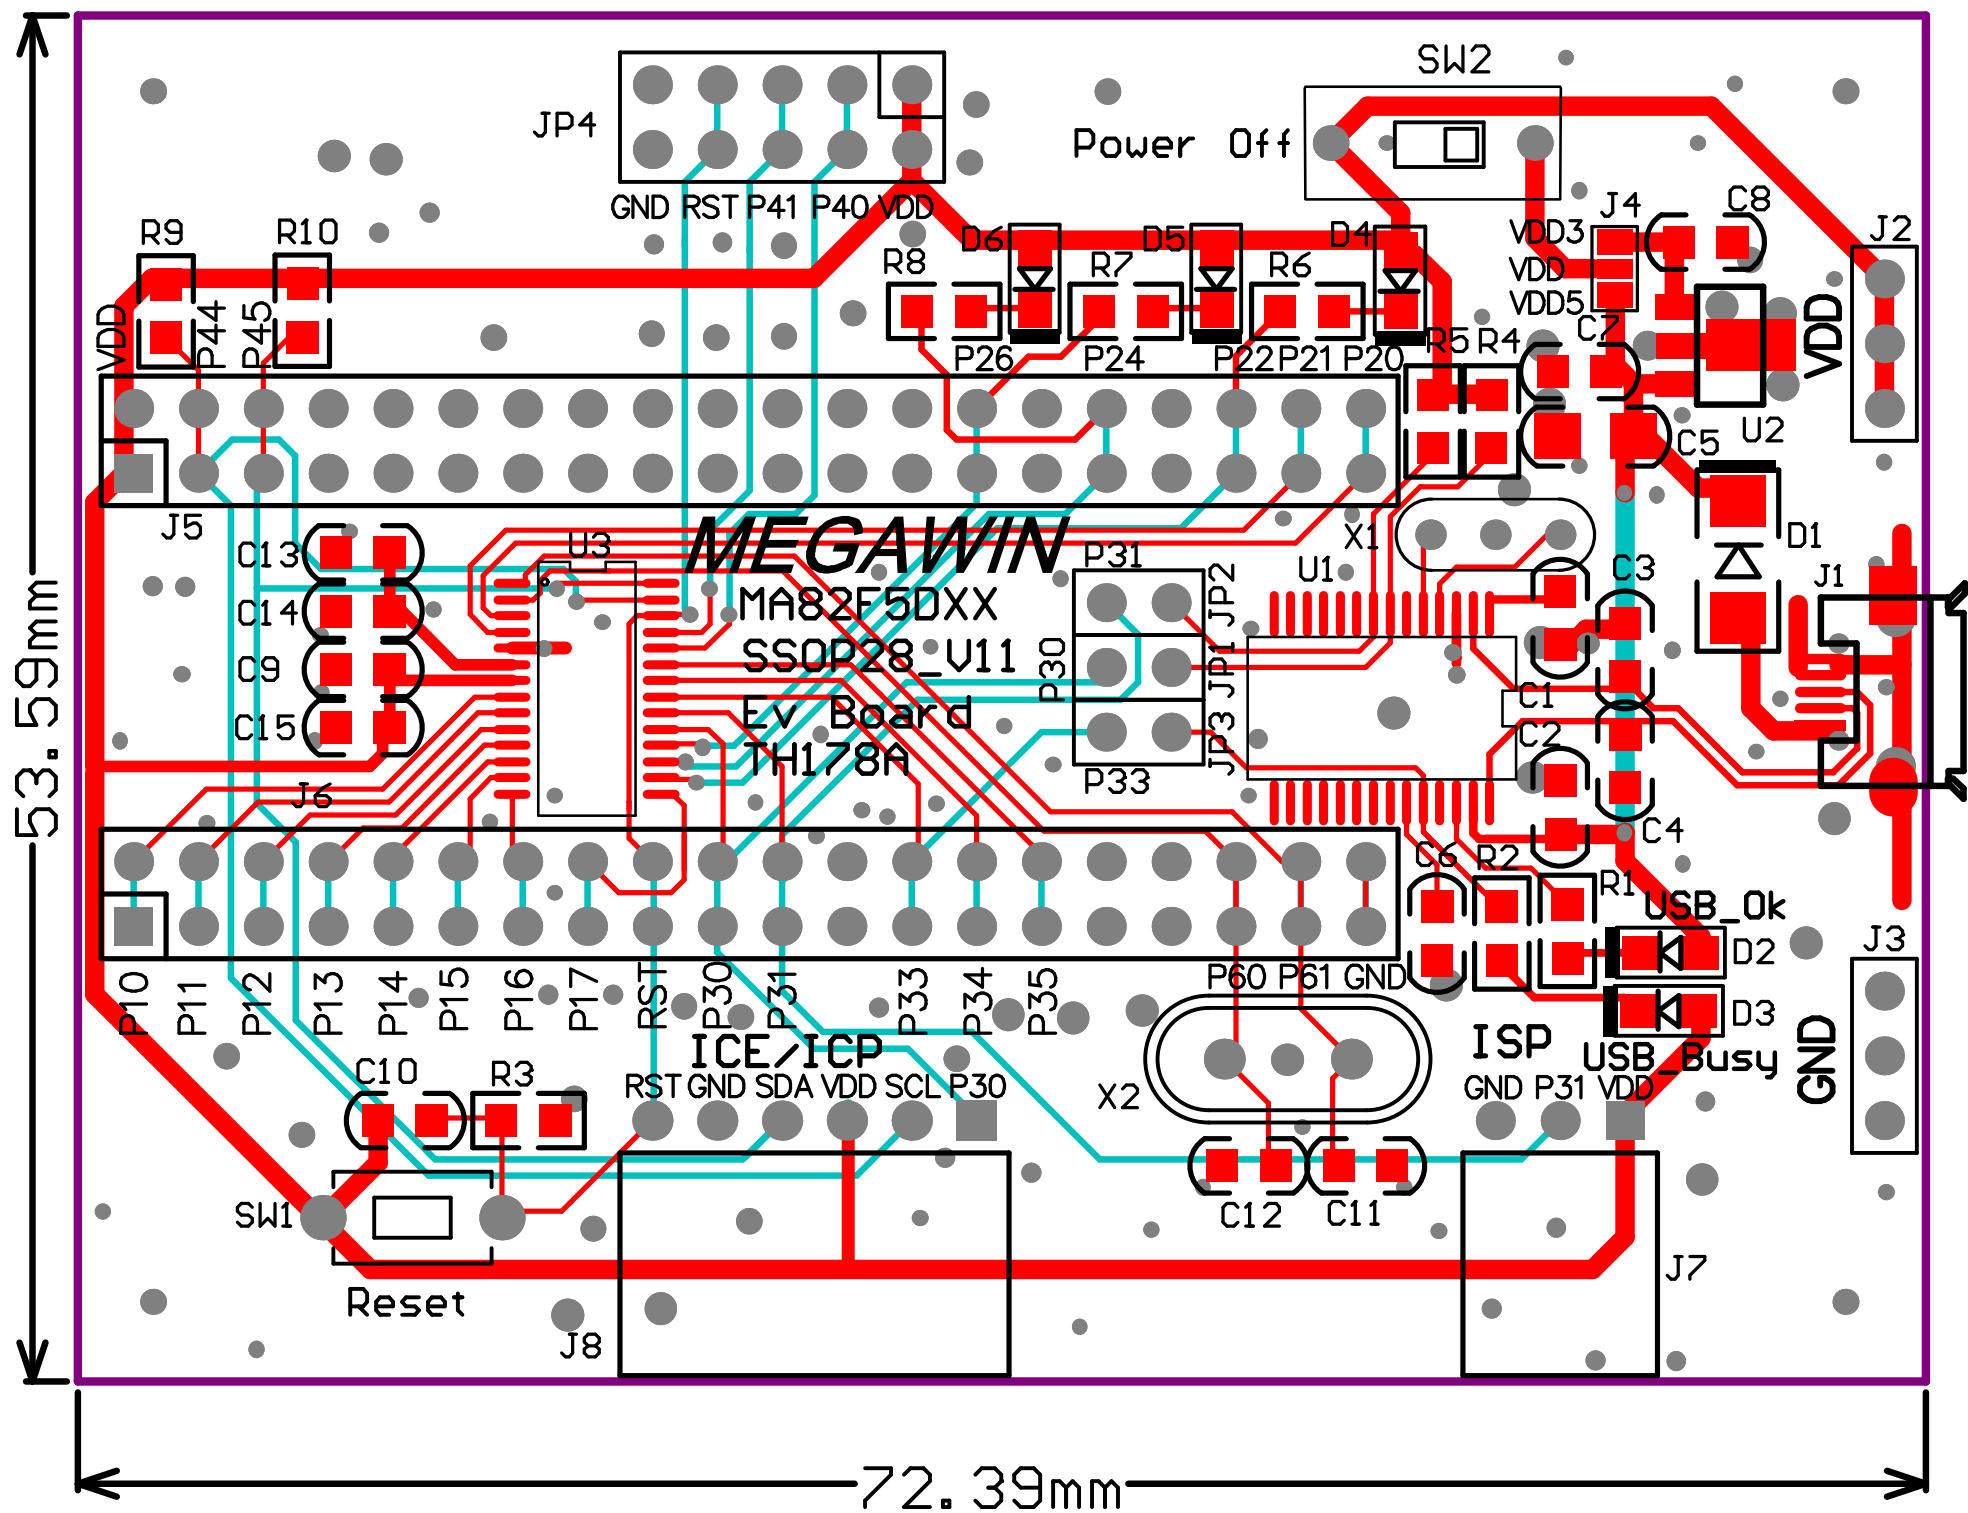 SW2
JP4
Power Off
GND RST P41 P40 VDD
J4
C8
R9
R10
D6
D5
D4
VDD3
J2
R8
R7
R6
VDD
VDD5
VDD
P44
P45
VDD
C7
R5
R4
P26
P24
P22
P21
P20
U2
C5
J5
MEGAWIN
X1
D1
C13
U3
P31
JP2
U1
C3
J1
C14
MA82F5DXX
C9
SSOP28_V11
P30
JP1
C1
C15
Ev Board
JP3
C2
TH178A
P33
J6
C4
C6
R2
R1
USB_Ok
D2
J3
P10
P11
P12
P13
P14
P15
P16
P17
RST
P30
P31
P33
P34
P35
P60
P61
GND
D3
ICE/ICP
ISP
USB_Busy
GND
C10
R3
RST GND SDA VDD SCL P30
X2
GND P31 VDD
SW1
C12
C11
J7
Reset
J8
53.59mm
72.39mm